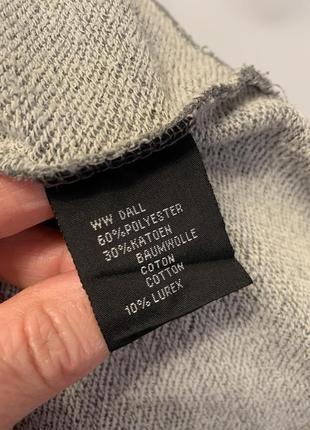 WW DALL
60%POLYESTER
30%KATOEN
BAUMWOLLE
COTON
COTTON
10% LUREX